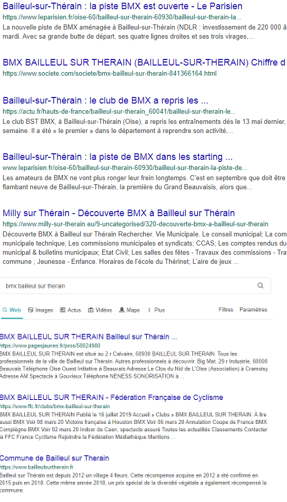 Bailleul-sur-Thérain : la piste BMX est ouverte - Le Parisien
https://www.leparisien.fr/oise-60/bailleul-sur-therain-60930/bailleul-sur-therain-la...
La nouvelle piste de BMX aménagée à Bailleul-sur-Thérain (NDLR : investissement de 220 000 â
mardi. Avec sa grande butte de départ, ses quatre lignes droites et ses trois virages,...
BMX BAILLEUL SUR THERAIN (BAILLEUL-SUR-THERAIN) Chiffre d
https://www.societe.com/societe/bmx-bailleul-sur-therain-841366164.html
Bailleul-sur-Thérain : le club de BMX a repris les ...
https://actu.fr/hauts-de-france/bailleul-sur-therain_60041/bailleul-sur-therain-le...
Le club BST BMX, à Bailleul-sur-Thérain (Oise), a repris les entraînements dès le 13 mai dernier,
semaine. Il a été « le premier » dans le département à reprendre son activité,...
Bailleul-sur-Thérain : la piste de BMX dans les starting ...
www.leparisien.fr/oise-60/bailleul-sur-therain-60930/bailleul-sur-therain-la-piste-de...
Les amateurs de BMX ne vont plus ronger leur frein longtemps. C'est en septembre que doit être
flambant neuve de Bailleul-sur-Thérain, la première du Grand Beauvaisis, alors que...
Milly sur Thérain - Découverte BMX à Bailleul sur Thérain
https://www.milly-sur-therain.eu/9-uncategorised/320-decouverte-bmx-a-bailleul-sur-therain
Découverte BMX à Bailleul sur Thérain Rechercher. Vie Municipale. Le conseil municipal; La com
municipale technique; Les commissions municipales et syndicats; CCAS; Les comptes rendus du
municipal & bulletins municipaux; Etat Civil; Les salles des fêtes - Travaux des commissions - Tra
commune ; Jeunesse - Enfance. Horaires de l'école du Thérinet; L'aire de jeux ...
bmx bailleul sur therain
Web Images Actus Vidéos Maps Plus Filtres Paramètres
BMX BAILLEUL SUR THERAIN Bailleul sur Thérain ...
https://www.pagesjaunes.fr/pros/58024980
BMX BAILLEUL SUR THERAIN est situé au 2 r Calvaire, 60930 BAILLEUL SUR THERAIN. Tous les
professionnels de la ville de Bailleul sur Thérain. Autres professionnels à découvrir. Big Mat, 29 r Industrie, 60000
Beauvais Téléphone Oise Ouest Initiative à Beauvais Adresse Le Clos du Nid de L'Oise (Association) à Cramoisy
Adresse AM Spectacle à Gouvieux Téléphone NENESS SONORISATION à ...
BMX BAILLEUL SUR THERAIN - Fédération Française de Cyclisme
https://www.ffc.fr/clubs/bmx-bailleul-sur-therain
BMX BAILLEUL SUR THERAIN Publié le 16 juillet 2019 Accueil » Clubs » BMX BAILLEUL SUR THERAIN. À lire
aussi BMX Voir 08 mars 20 Victoire française à Houston BMX Voir 06 mars 20 Annulation Coupe de France BMX
Compiègne BMX Voir 02 mars 20 Indoor de Caen, spectacle assuré Toutes les actualités Classements Contacter
la FFC France Cyclisme Rejoindre la Fédération Médiathèque Mentions ...
Commune de Bailleul sur Therain
https://www.bailleulsurtherain.fr
Bailleul sur Therain est depuis 2012 un village 4 fleurs. Cette récompense acquise en 2012 a été confirmé en
2015 puis en 2018. Cette même année 2018, un prix spécial de la diversité végétale a également récompensé la
commune.